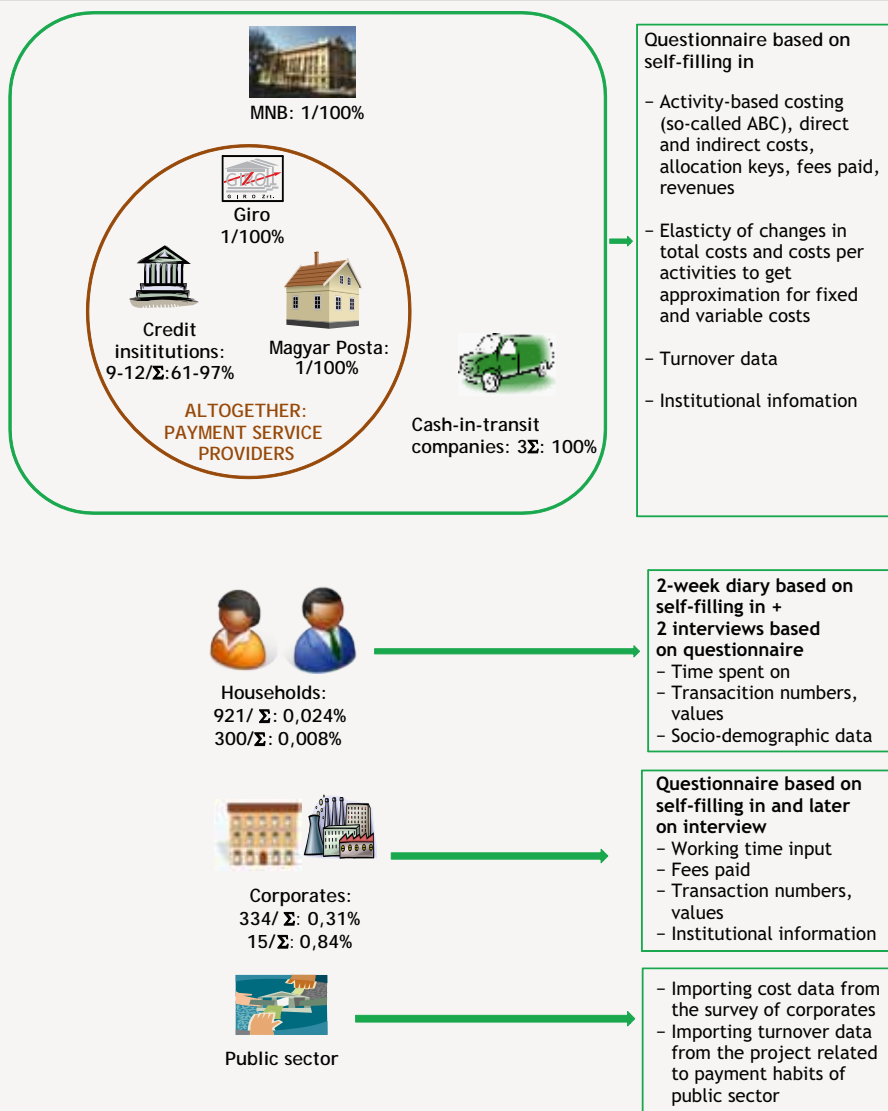 MNB: 1/100%
GIRO
G I R O Zrt.
Giro
1/100%
Credit
insititutions:
9-12/Σ:61-97%
Magyar Posta:
1/100%
ALTOGETHER:
PAYMENT SERVICE
PROVIDERS
Cash-in-transit
companies: 3Σ: 100%
Questionnaire based on
self-filling in
− Activity-based costing
(so-called ABC), direct
and indirect costs,
allocation keys, fees paid,
revenues
− Elasticty of changes in
total costs and costs per
activities to get
approximation for fixed
and variable costs
− Turnover data
− Institutional infomation
Households:
921/ Σ: 0,024%
300/Σ: 0,008%
2-week diary based on
self-filling in +
2 interviews based
on questionnaire
− Time spent on
− Transacition numbers,
values
− Socio-demographic data
Corporates:
334/ Σ: 0,31%
15/Σ: 0,84%
Questionnaire based on
self-filling in and later
on interview
− Working time input
− Fees paid
− Transaction numbers,
values
− Institutional information
Public sector
− Importing cost data from
the survey of corporates
− Importing turnover data
from the project related
to payment habits of
public sector